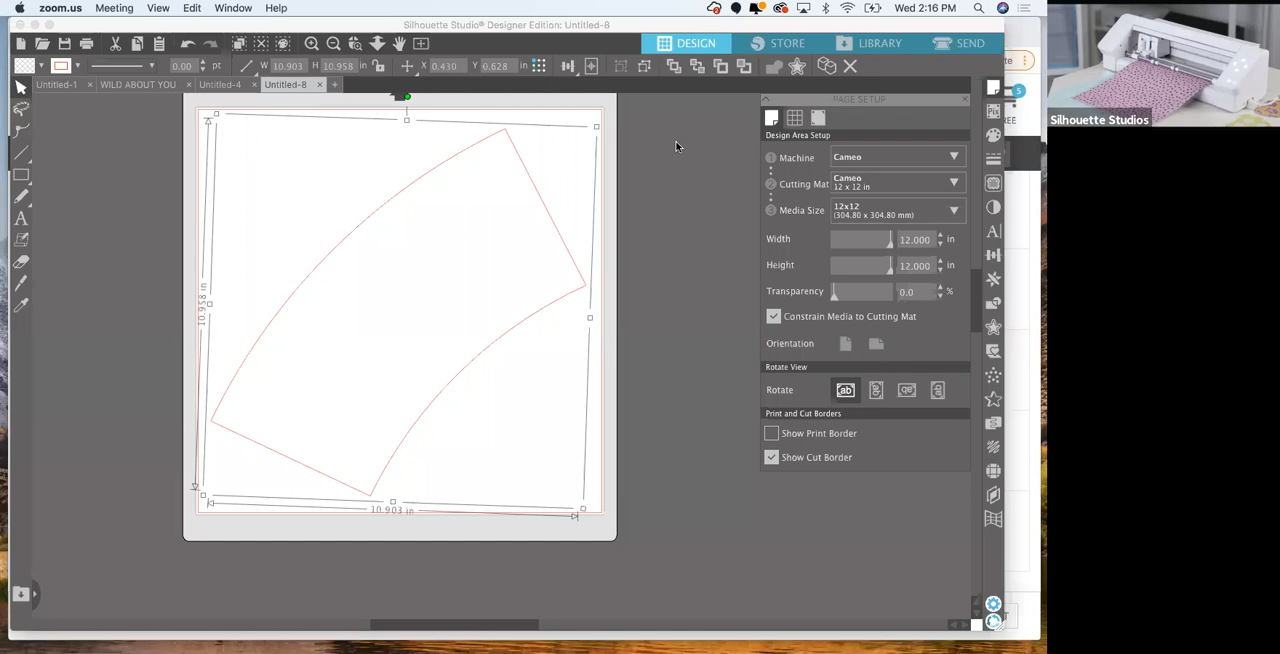 zoom.us Meeting View Edit Window Help Wed 2:16 PM
Silhouette Studio® Designer Edition: Untitled-8
DESIGN STORE LIBRARY SEND
0.00 pt W 10.903 H 10.958 X 0.430 Y 0.628
Untitled-1 × WILD ABOUT YOU × Untitled-4 × Untitled-8 × +
PAGE SETUP
Design Area Setup
1 Machine Cameo
2 Cutting Mat Cameo
12 x 12 in
3 Media Size 12x12
(304.80 x 304.80 mm)
Width 12.000 in
Height 12.000 in
Transparency 0.0 %
Constrain Media to Cutting Mat
Orientation
Rotate View
Rotate
Print and Cut Borders
Show Print Border
Show Cut Border
10.958 in
10.903 in
Silhouette Studios
5